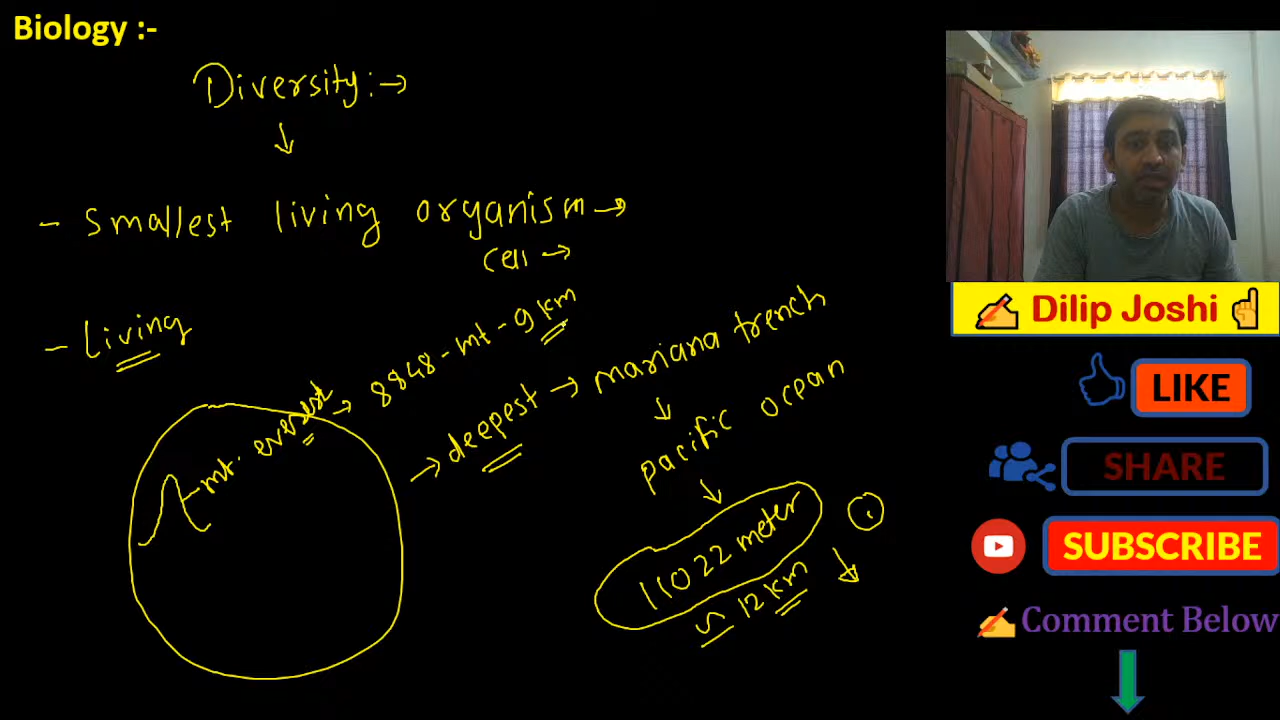 Biology :-
Diversity:→
↓
- Smallest living organism →
cell →
- Living
mt. everest → 8848 - mt - 9 km
→ deepest → mariana trench
↓
pacific ocean
↓
11022 meter
≈ 12 km
↓
Dilip Joshi
LIKE
SHARE
SUBSCRIBE
Comment Below